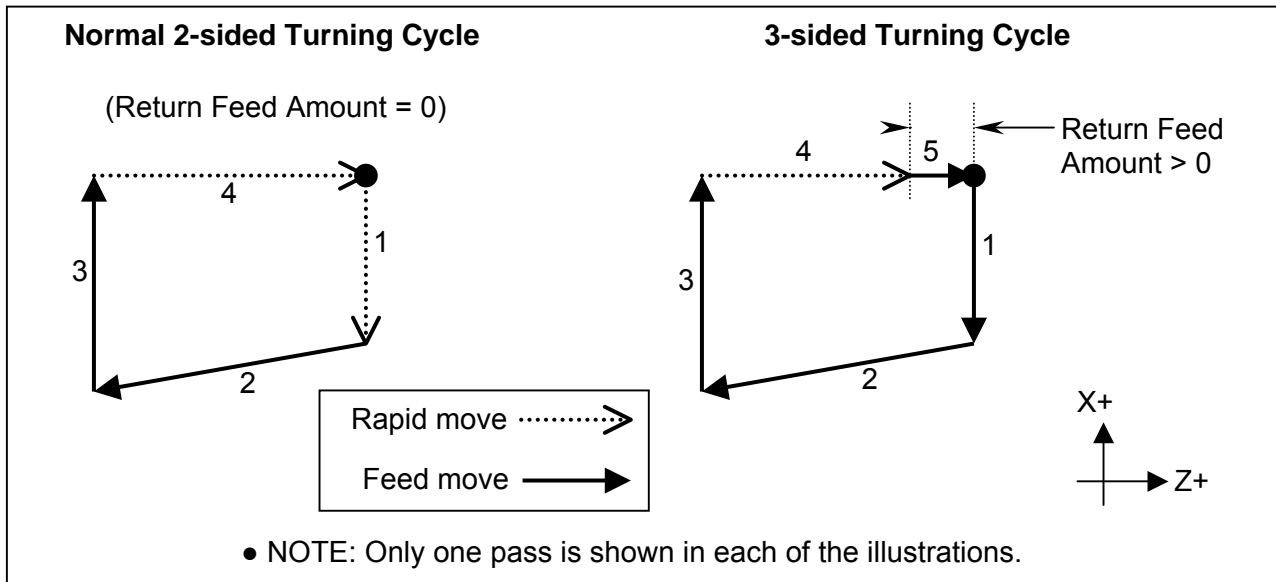 Normal 2-sided Turning Cycle
(Return Feed Amount = 0)
4
1
3
2
3-sided Turning Cycle
4
5
Return Feed
Amount > 0
1
3
2
Rapid move
Feed move
X+
Z+
● NOTE: Only one pass is shown in each of the illustrations.